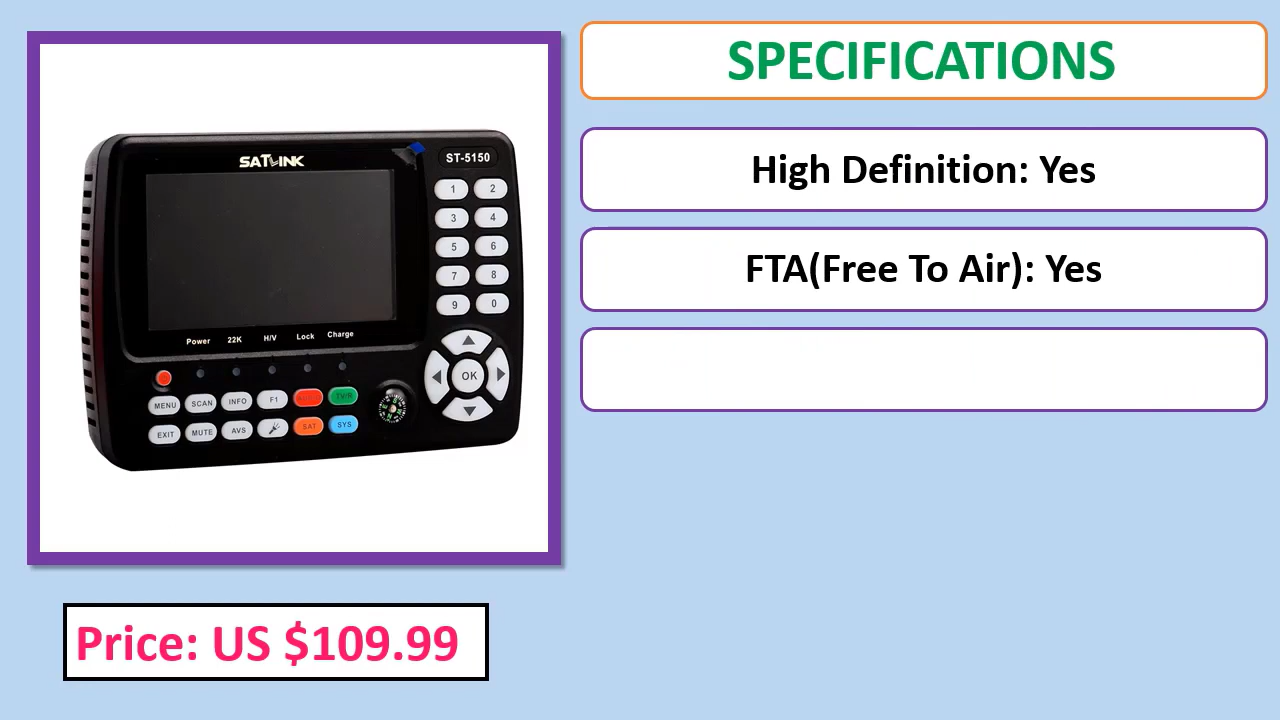 SPECIFICATIONS
High Definition: Yes
FTA(Free To Air): Yes
SATLINK
ST-5150
1 2
3 4
5 6
7 8
9 0
Power 22K H/V Lock Charge
OK
MENU SCAN INFO F1 TV/R
EXIT MUTE AVS SAT SYS
Price: US $109.99